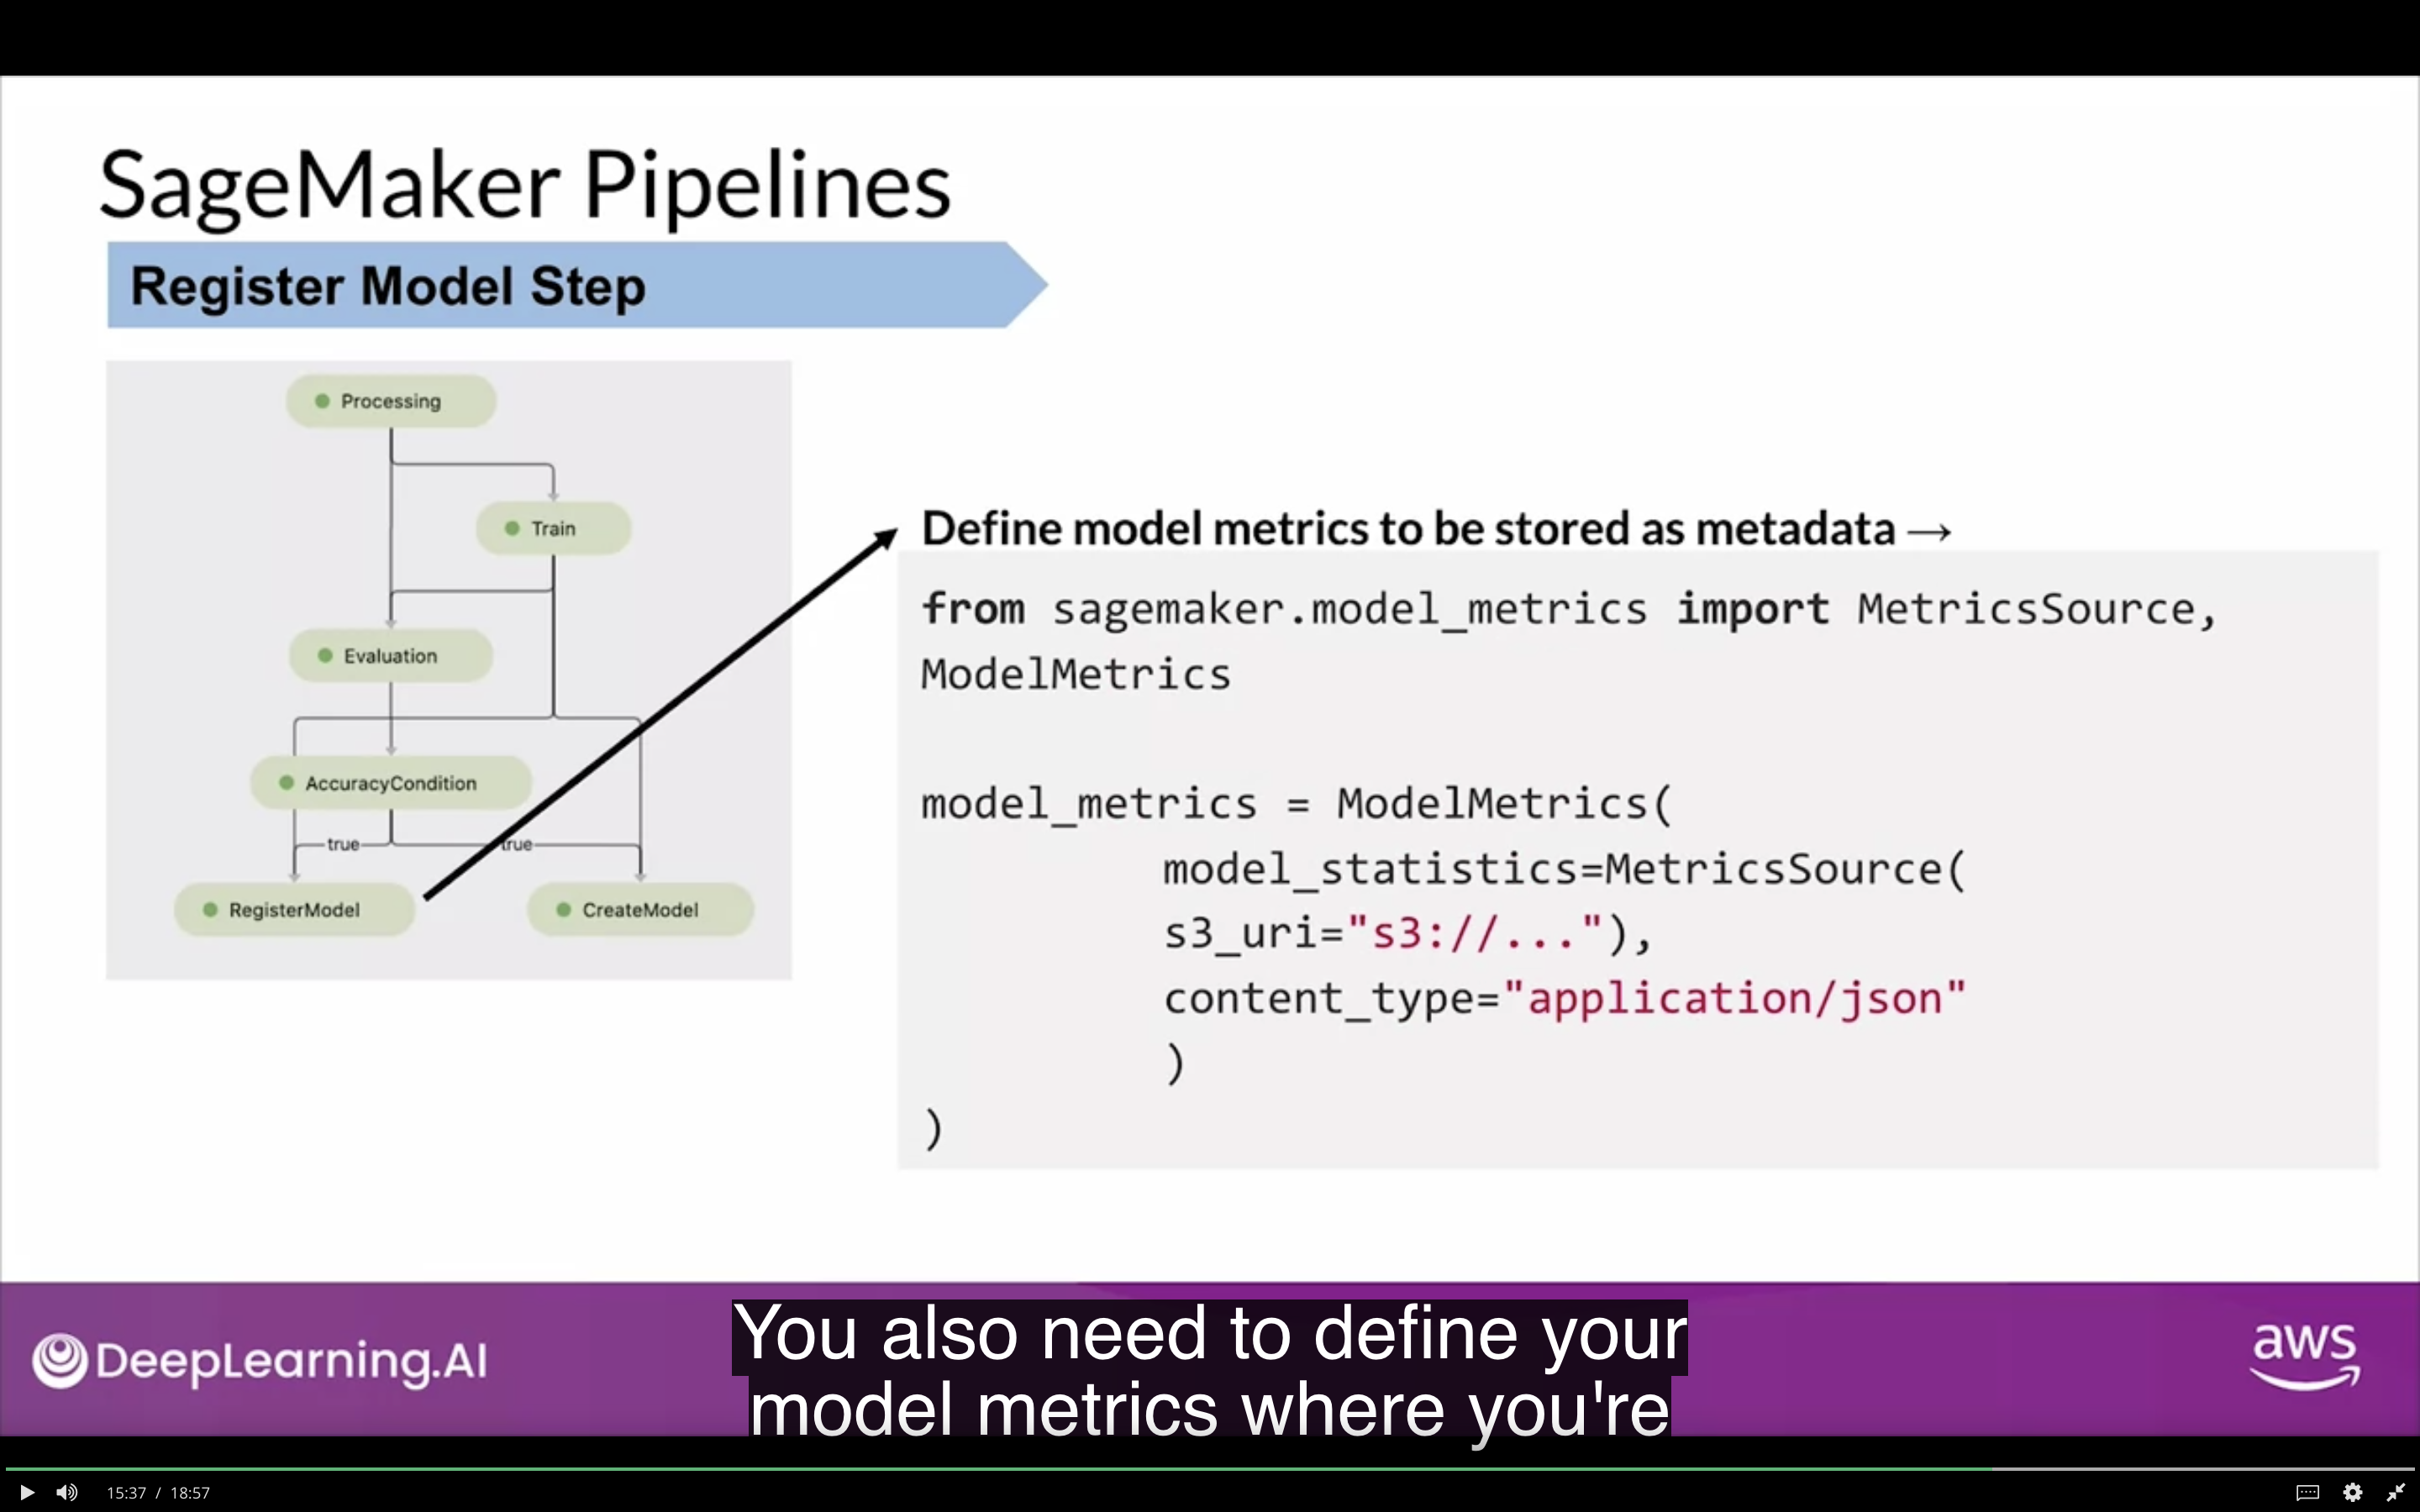 SageMaker Pipelines
Register Model Step
Processing
Train
Evaluation
AccuracyCondition
true
true
RegisterModel
CreateModel
Define model metrics to be stored as metadata →
from sagemaker.model_metrics import MetricsSource,
ModelMetrics
model_metrics = ModelMetrics(
model_statistics=MetricsSource(
s3_uri="s3://..."),
content_type="application/json"
)
)
DeepLearning.AI
You also need to define your
model metrics where you're
aws
15:37 / 18:57